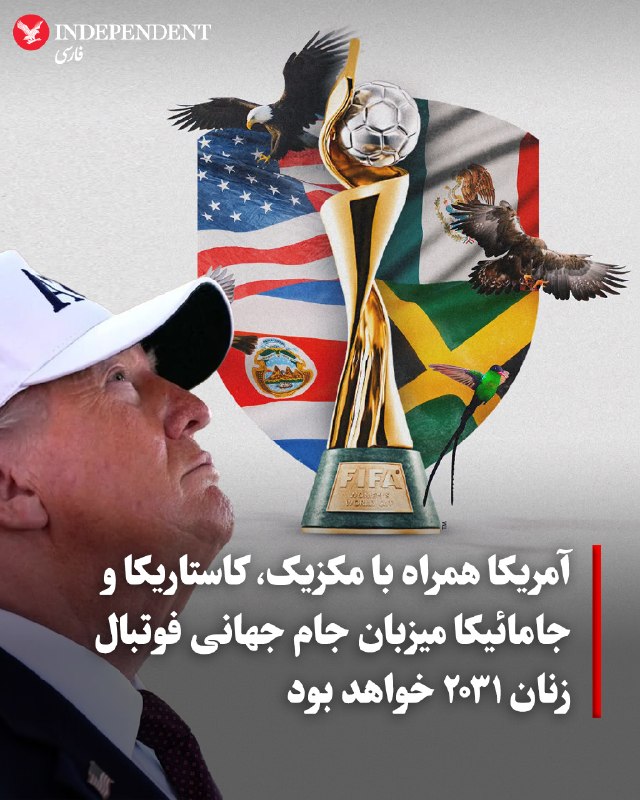 INDEPENDENT
فارسی
FIFA
WOMEN'S
WORLD CUP
آمریکا همراه با مکزیک، کاستاریکا و
جامائیکا میزبان جام جهانی فوتبال
زنان ۲۰۳۱ خواهد بود